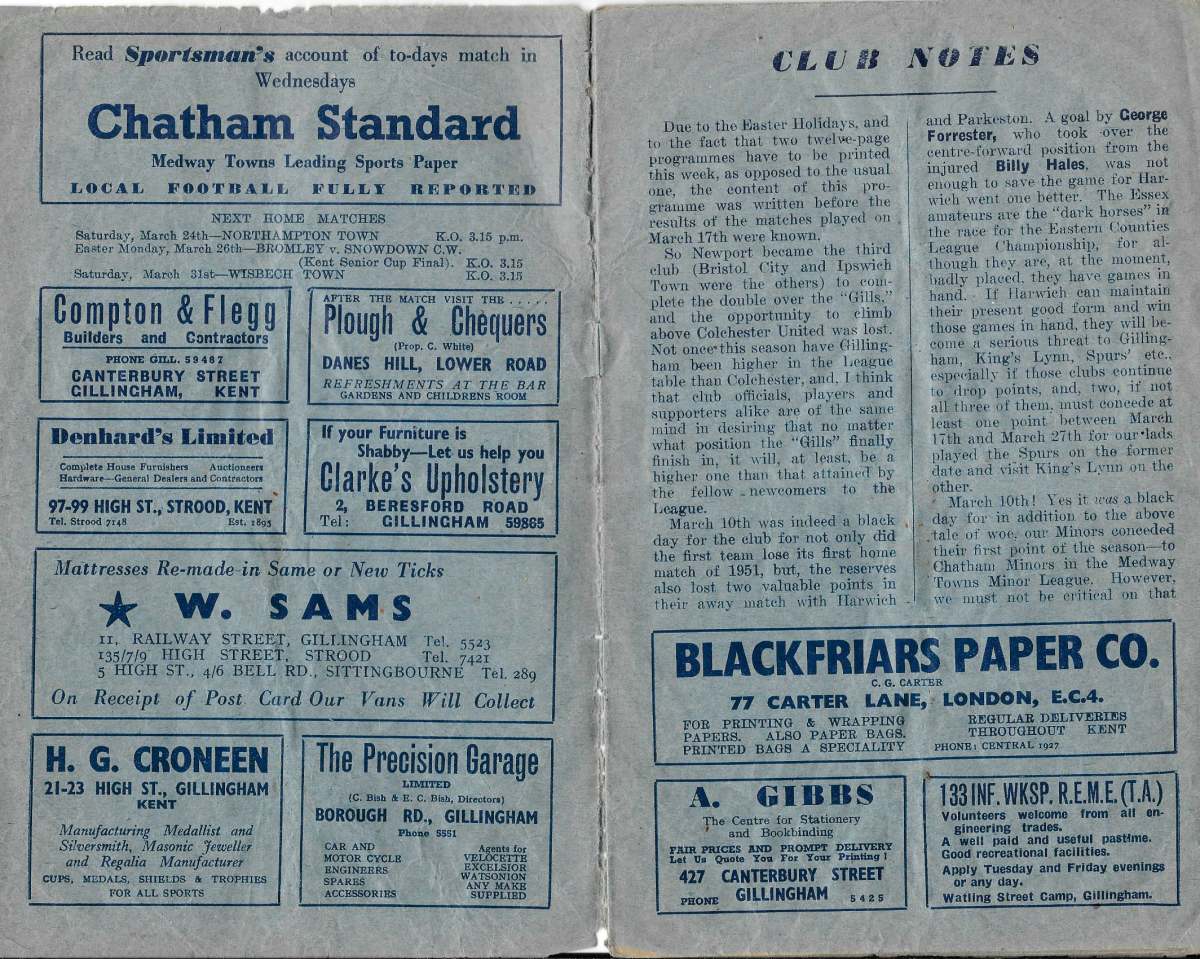 Read Sportsman's account of to-days match in
Wednesdays
Chatham Standard
Medway Towns Leading Sports Paper
LOCAL FOOTBALL FULLY REPORTED
NEXT HOME MATCHES
Saturday, March 24th—NORTHAMPTON TOWN K.O. 3.15 p.m.
Easter Monday, March 26th—BROMLEY v. SNOWDOWN C.W.
(Kent Senior Cup Final). K.O. 3.15
Saturday, March 31st—WISBECH TOWN K.O. 3.15
Compton & Flegg
Builders and Contractors
PHONE GILL. 59487
CANTERBURY STREET
GILLINGHAM, KENT
AFTER THE MATCH VISIT THE . . . . .
Plough & Chequers
(Prop. C. White)
DANES HILL, LOWER ROAD
REFRESHMENTS AT THE BAR
GARDENS AND CHILDRENS ROOM
Denhard's Limited
Complete House Furnishers Auctioneers
Hardware—General Dealers and Contractors
97-99 HIGH ST., STROOD, KENT
Tel. Strood 7148 Est. 1895
If your Furniture is
Shabby—Let us help you
Clarke's Upholstery
2, BERESFORD ROAD
Tel: GILLINGHAM 59865
Mattresses Re-made in Same or New Ticks
★ W. SAMS
11, RAILWAY STREET, GILLINGHAM Tel. 5523
135/7/9 HIGH STREET, STROOD Tel. 7421
5 HIGH ST., 4/6 BELL RD., SITTINGBOURNE Tel. 289
On Receipt of Post Card Our Vans Will Collect
H. G. CRONEEN
21-23 HIGH ST., GILLINGHAM
KENT
Manufacturing Medallist and
Silversmith, Masonic Jeweller
and Regalia Manufacturer
CUPS, MEDALS, SHIELDS & TROPHIES
FOR ALL SPORTS
The Precision Garage
LIMITED
(C. Bish & E. C. Bish, Directors)
BOROUGH RD., GILLINGHAM
Phone 5551
CAR AND
MOTOR CYCLE
ENGINEERS
SPARES
ACCESSORIES
Agents for
VELOCETTE
EXCELSIOR
WATSONION
ANY MAKE
SUPPLIED
CLUB NOTES
Due to the Easter Holidays, and
to the fact that two twelve-page
programmes have to be printed
this week, as opposed to the usual
one, the content of this pro-
gramme was written before the
results of the matches played on
March 17th were known.
So Newport became the third
club (Bristol City and Ipswich
Town were the others) to com-
plete the double over the "Gills,"
and the opportunity to climb
above Colchester United was lost.
Not once this season have Gilling-
ham been higher in the League
table than Colchester, and, I think
that club officials, players and
supporters alike are of the same
mind in desiring that no matter
what position the "Gills" finally
finish in, it will, at least, be a
higher one than that attained by
the fellow newcomers to the
League.
March 10th was indeed a black
day for the club for not only did
the first team lose its first home
match of 1951, but, the reserves
also lost two valuable points in
their away match with Harwich
and Parkeston. A goal by George
Forrester, who took over the
centre-forward position from the
injured Billy Hales, was not
enough to save the game for Har-
wich went one better. The Essex
amateurs are the "dark horses" in
the race for the Eastern Counties
League Championship, for al-
though they are, at the moment,
badly placed, they have games in
hand. If Harwich can maintain
their present good form and win
those games in hand, they will be-
come a serious threat to Gilling-
ham, King's Lynn, Spurs' etc.,
especially if those clubs continue
to drop points, and, two, if not
all three of them, must concede at
least one point between March
17th and March 27th for our lads
played the Spurs on the former
date and visit King's Lynn on the
other.
March 10th! Yes it was a black
day for in addition to the above
tale of woe, our Minors conceded
their first point of the season—to
Chatham Minors in the Medway
Towns Minor League. However,
we must not be critical on that
BLACKFRIARS PAPER CO.
C. G. CARTER
77 CARTER LANE, LONDON, E.C4.
FOR PRINTING & WRAPPING
PAPERS. ALSO PAPER BAGS.
PRINTED BAGS A SPECIALITY
REGULAR DELIVERIES
THROUGHOUT KENT
PHONE: CENTRAL 1927
A. GIBBS
The Centre for Stationery
and Bookbinding
FAIR PRICES AND PROMPT DELIVERY
Let Us Quote You For Your Printing!
427 CANTERBURY STREET
PHONE GILLINGHAM 5425
133 INF. WKSP. R.E.M.E. (T.A.)
Volunteers welcome from all en-
gineering trades.
A well paid and useful pastime.
Good recreational facilities.
Apply Tuesday and Friday evenings
or any day.
Watling Street Camp, Gillingham.